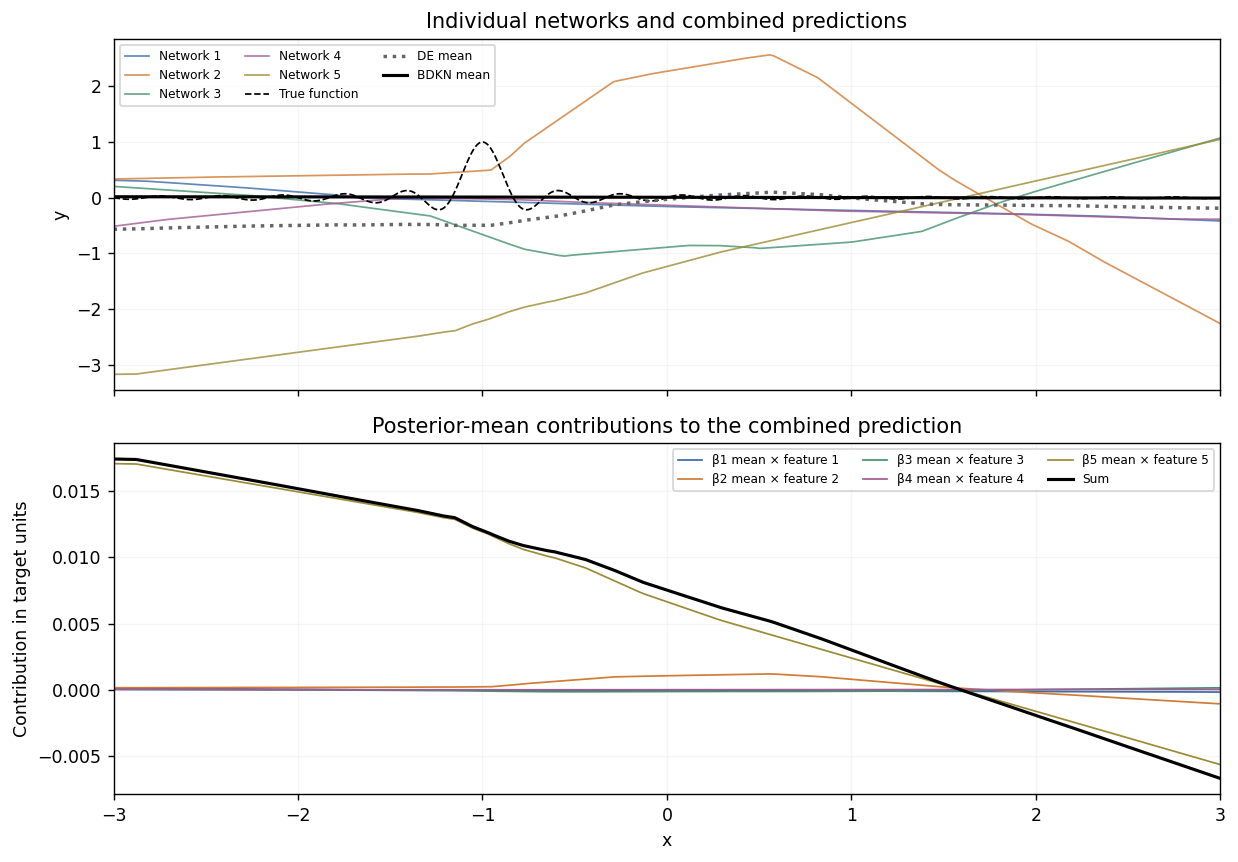 Individual networks and combined predictions
Network 1 Network 4 DE mean
Network 2 Network 5 BDKN mean
Network 3 True function
2
1
0
−1
−2
−3
y
Posterior-mean contributions to the combined prediction
β1 mean × feature 1 β3 mean × feature 3 β5 mean × feature 5
β2 mean × feature 2 β4 mean × feature 4 Sum
0.015
0.010
0.005
0.000
−0.005
Contribution in target units
−3 −2 −1 0 1 2 3
x